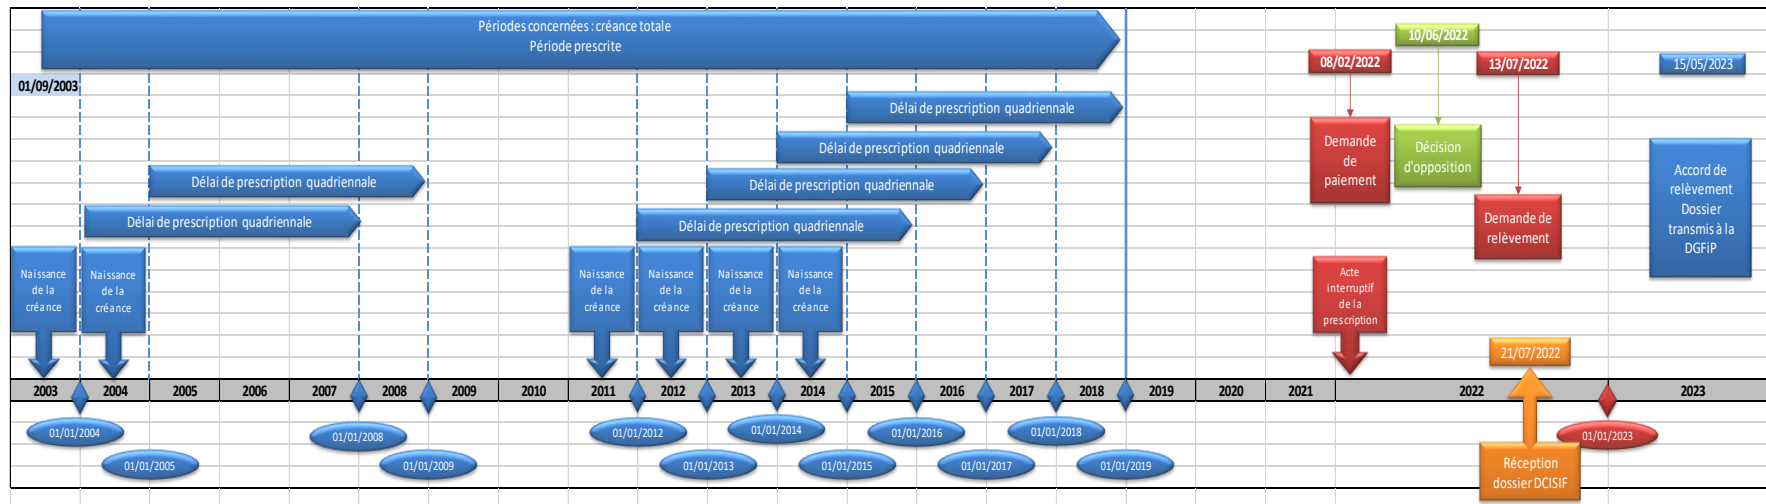 Périodes concernées : créance totale
Période prescrite
10/06/2022
08/02/2022
13/07/2022
15/05/2023
01/09/2003
Délai de prescription quadriennale
Délai de prescription quadriennale
Délai de prescription quadriennale
Délai de prescription quadriennale
Délai de prescription quadriennale
Délai de prescription quadriennale
Demande
de
paiement
Décision
d'opposition
Demande de
relèvement
Accord de
relèvement
Dossier
transmis à la
DGFiP
Naissance
de la
créance
Naissance
de la
créance
Naissance
de la
créance
Naissance
de la
créance
Naissance
de la
créance
Naissance
de la
créance
Acte
interruptif
de la
prescription
21/07/2022
2003 2004 2005 2006 2007 2008 2009 2010 2011 2012 2013 2014 2015 2016 2017 2018 2019 2020 2021 2022 2023
01/01/2004
01/01/2008
01/01/2012
01/01/2014
01/01/2016
01/01/2018
01/01/2023
01/01/2005
01/01/2009
01/01/2013
01/01/2015
01/01/2017
01/01/2019
Réception
dossier DCISIF